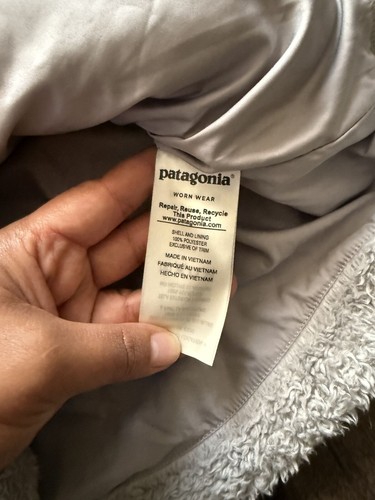 patagonia®
WORN WEAR
Repair, Reuse, Recycle
This Product
www.patagonia.com
SHELL AND LINING
100% POLYESTER
EXCLUSIVE OF TRIM
MADE IN VIETNAM
FABRIQUÉ AU VIETNAM
HECHO EN VIETNAM